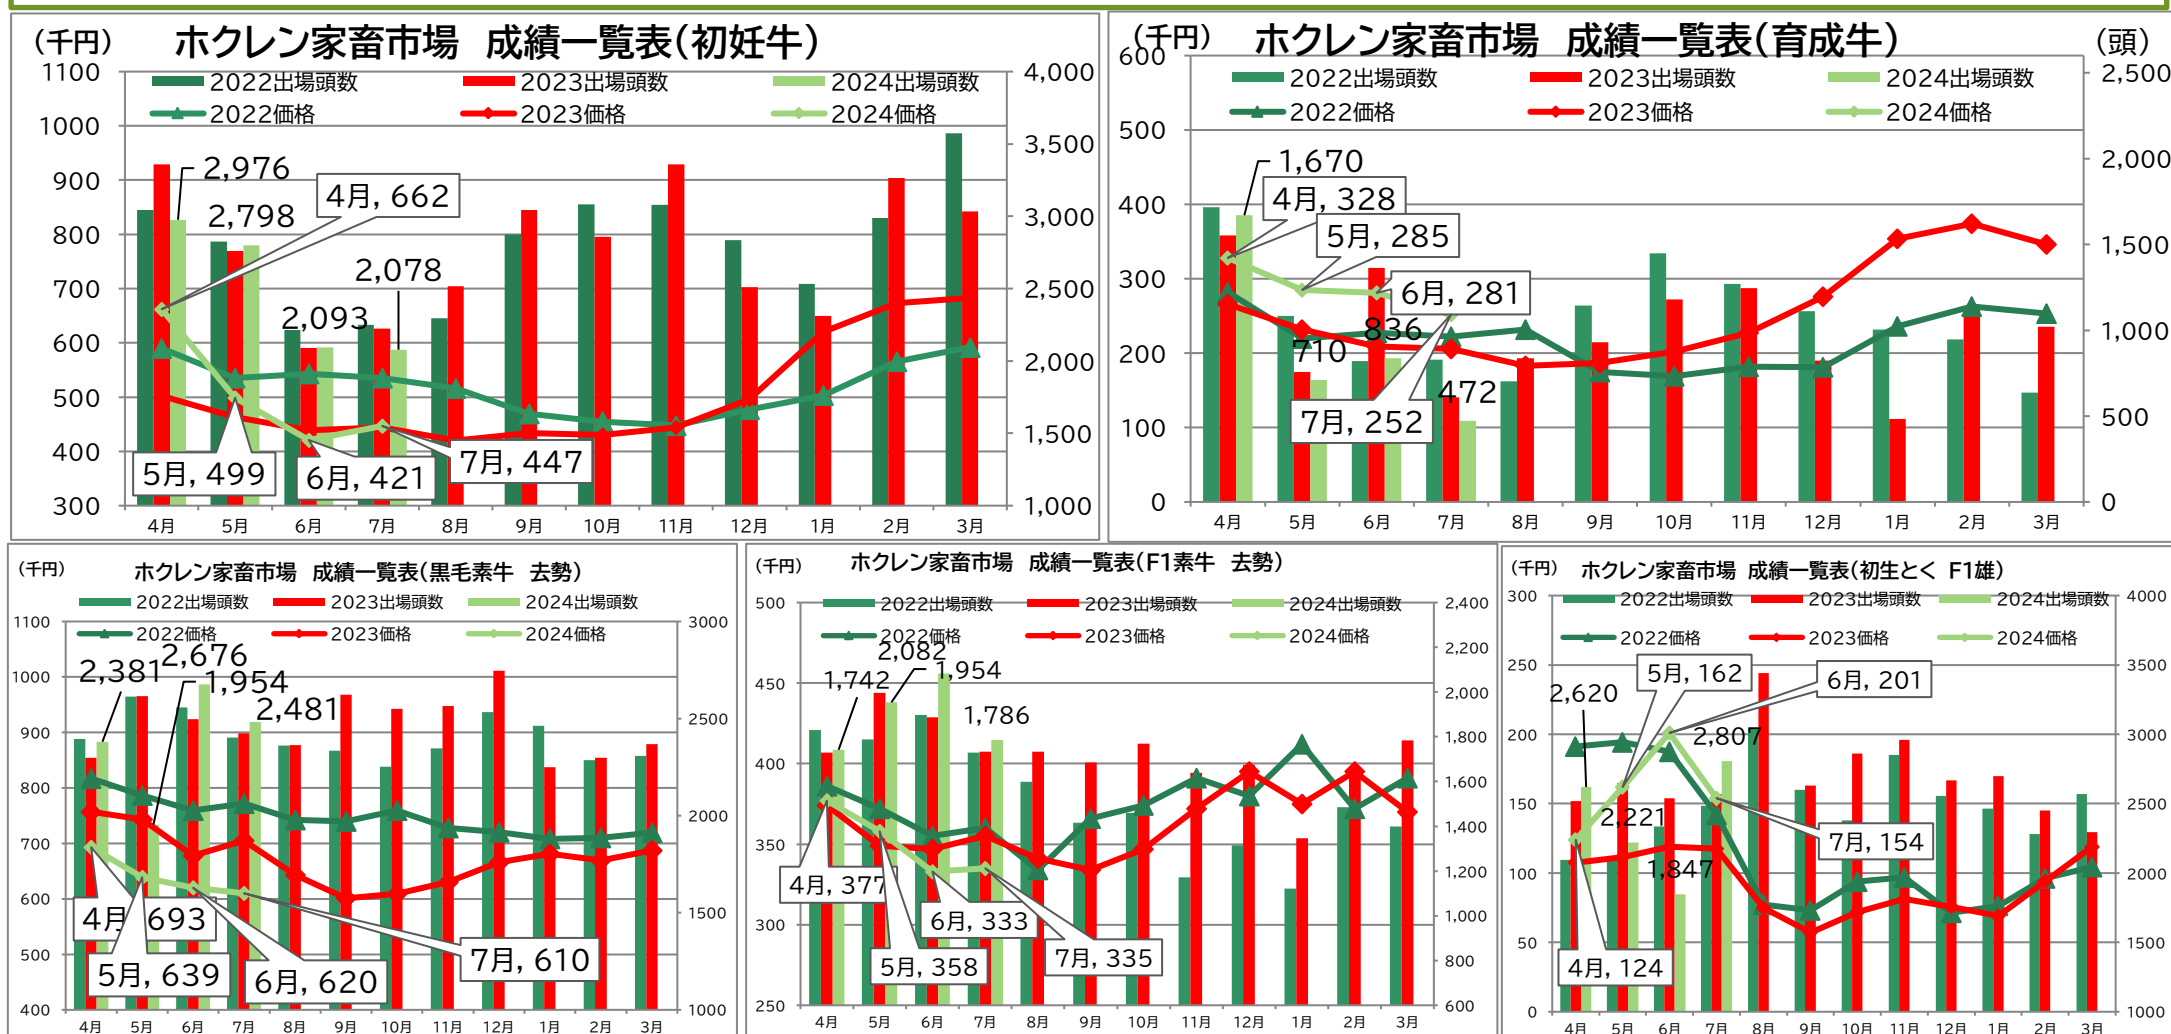 (千円) ホクレン家畜市場 成績一覧表(初妊牛)
2022出場頭数 2023出場頭数 2024出場頭数
2022価格 2023価格 2024価格
1100
1000
900
800
700
600
500
400
300
4,000
3,500
3,000
2,500
2,000
1,500
1,000
2,976
2,798
2,093
2,078
4月, 662
5月, 499
6月, 421
7月, 447
4月 5月 6月 7月 8月 9月 10月 11月 12月 1月 2月 3月
(千円) ホクレン家畜市場 成績一覧表(育成牛) (頭)
2022出場頭数 2023出場頭数 2024出場頭数
2022価格 2023価格 2024価格
600
500
400
300
200
100
0
2,500
2,000
1,500
1,000
500
0
1,670
4月, 328
5月, 285
6月, 281
836
710
472
7月, 252
4月 5月 6月 7月 8月 9月 10月 11月 12月 1月 2月 3月
(千円) ホクレン家畜市場 成績一覧表(黒毛素牛 去勢)
2022出場頭数 2023出場頭数 2024出場頭数
2022価格 2023価格 2024価格
1100
1000
900
800
700
600
500
400
3000
2500
2000
1500
1000
2,381
2,676
1,954
2,481
4月 693
5月, 639
6月, 620
7月, 610
4月 5月 6月 7月 8月 9月 10月 11月 12月 1月 2月 3月
(千円) ホクレン家畜市場 成績一覧表(F1素牛 去勢)
2022出場頭数 2023出場頭数 2024出場頭数
2022価格 2023価格 2024価格
500
450
400
350
300
250
2,400
2,200
2,000
1,800
1,600
1,400
1,200
1,000
800
600
1,742
2,082
1,954
1,786
4月, 377
5月, 358
6月, 333
7月, 335
4月 5月 6月 7月 8月 9月 10月 11月 12月 1月 2月 3月
(千円) ホクレン家畜市場 成績一覧表(初生とく F1雄)
2022出場頭数 2023出場頭数 2024出場頭数
2022価格 2023価格 2024価格
300
250
200
150
100
50
0
4000
3500
3000
2500
2000
1500
1000
2,620
5月, 162
6月, 201
2,807
2,221
1,847
7月, 154
4月, 124
4月 5月 6月 7月 8月 9月 10月 11月 12月 1月 2月 3月